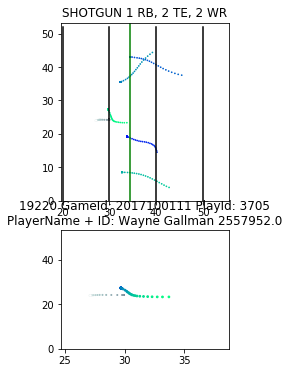 SHOTGUN 1 RB, 2 TE, 2 WR
50
40
30
20
10
0
20 30 40 50
19220 GameId: 2017100111 PlayId: 3705
PlayerName + ID: Wayne Gallman 2557952.0
40
20
0
25 30 35